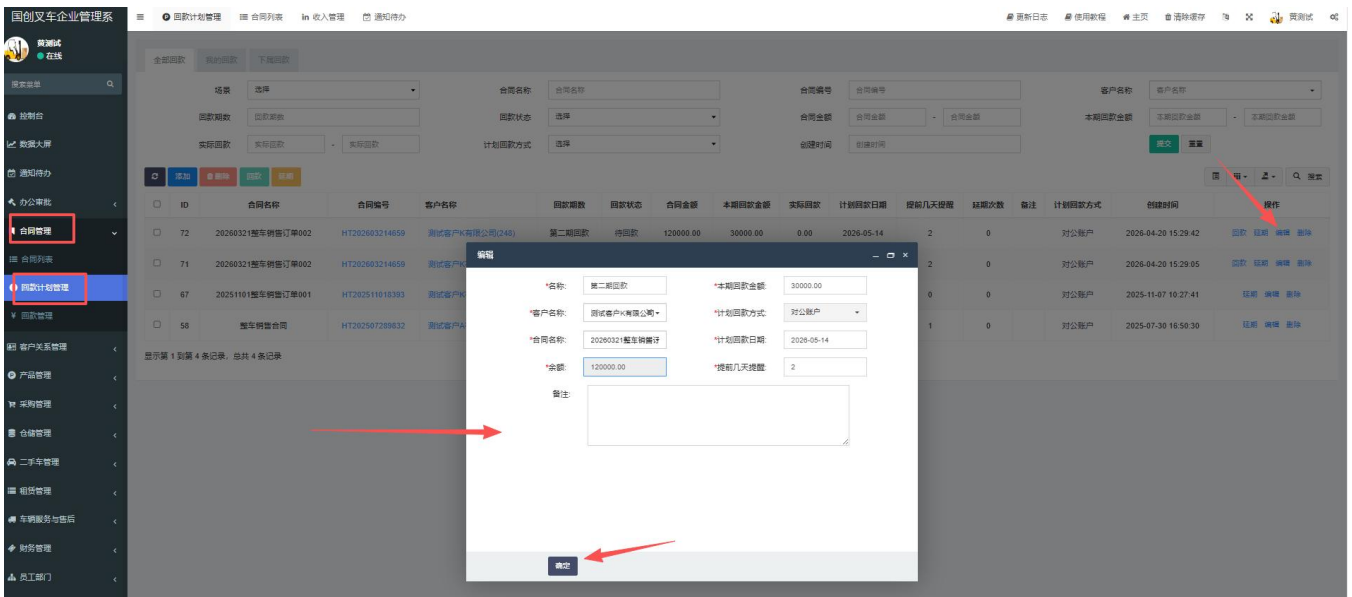 国创叉车企业管理系
回款计划管理 合同列表 in 收入管理 通知待办 更新日志 使用教程 主页 清除缓存 黄测试
黄测试
在线
搜索菜单
控制台
数据大屏
通知待办
办公审批
合同管理
合同列表
回款计划管理
¥ 回款管理
客户关系管理
产品管理
采购管理
仓储管理
二手车管理
租赁管理
车辆服务与售后
财务管理
员工部门
全部回款 我的回款 下属回款
场景 选择 合同名称 合同名称 合同编号 合同编号 客户名称 客户名称
回款期数 回款期数 回款状态 选择 合同金额 合同金额 - 合同金额 本期回款金额 本期回款金额 - 本期回款金额
实际回款 实际回款 - 实际回款 计划回款方式 选择 创建时间 创建时间 提交 重置
添加 删除 回款 延期 搜索
ID 合同名称 合同编号 客户名称 回款期数 回款状态 合同金额 本期回款金额 实际回款 计划回款日期 提前几天提醒 延期次数 备注 计划回款方式 创建时间 操作
72 20260321整车销售订单002 HT202603214659 测试客户K有限公司(246) 第二期回款 待回款 120000.00 30000.00 0.00 2026-05-14 2 0 对公账户 2026-04-20 15:29:42 回款 延期 编辑 删除
71 20260321整车销售订单002 HT202603214659 测试客户K 2 0 对公账户 2026-04-20 15:29:05 回款 延期 编辑 删除
67 20251101整车销售订单001 HT202511018393 测试客户K 0 0 对公账户 2025-11-07 10:27:41 延期 编辑 删除
58 整车销售合同 HT202507289832 测试客户A 1 0 对公账户 2025-07-30 16:50:30 延期 编辑 删除
显示第 1 到第 4 条记录，总共 4 条记录
编辑
*名称: 第二期回款 *本期回款金额: 30000.00
*客户名称: 测试客户K有限公司 *计划回款方式: 对公账户
*合同名称: 20260321整车销售订 *计划回款日期: 2026-05-14
*余额: 120000.00 *提前几天提醒: 2
备注:
确定